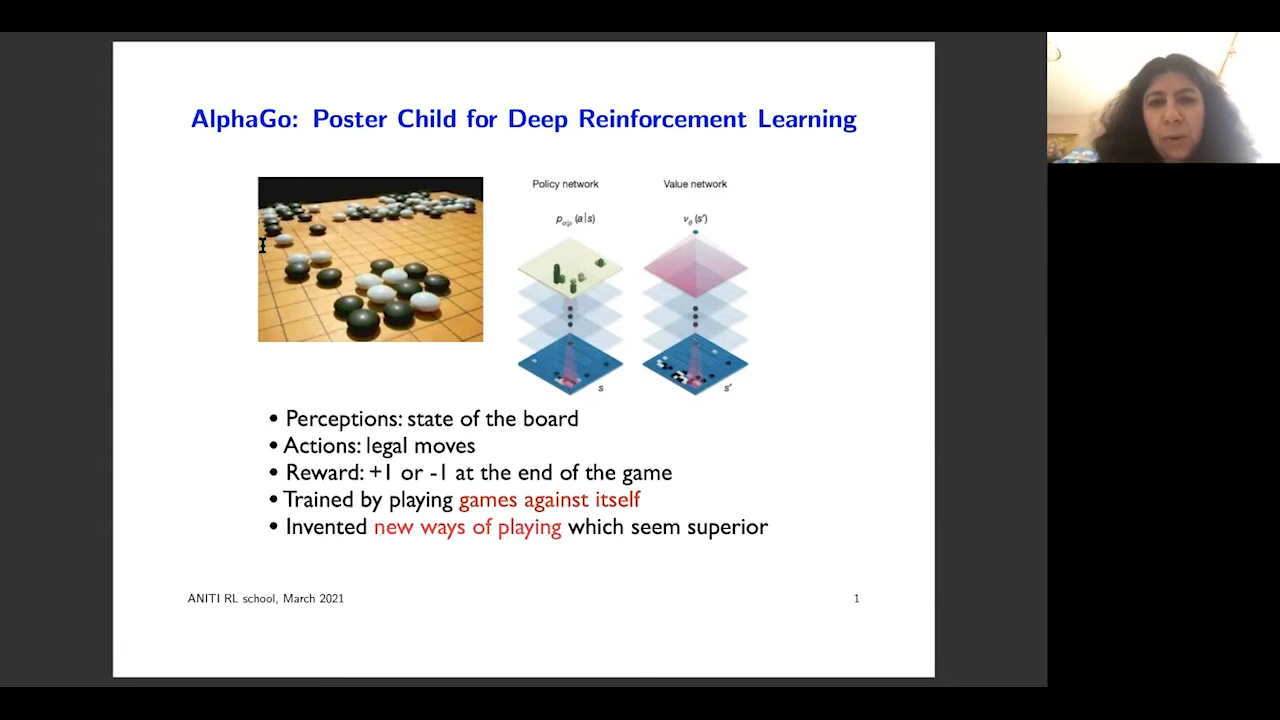 AlphaGo: Poster Child for Deep Reinforcement Learning
Policy network
Value network
p (a|s)
v (s′)
s
s′
• Perceptions: state of the board
• Actions: legal moves
• Reward: +1 or -1 at the end of the game
• Trained by playing games against itself
• Invented new ways of playing which seem superior
ANITI RL school, March 2021
1